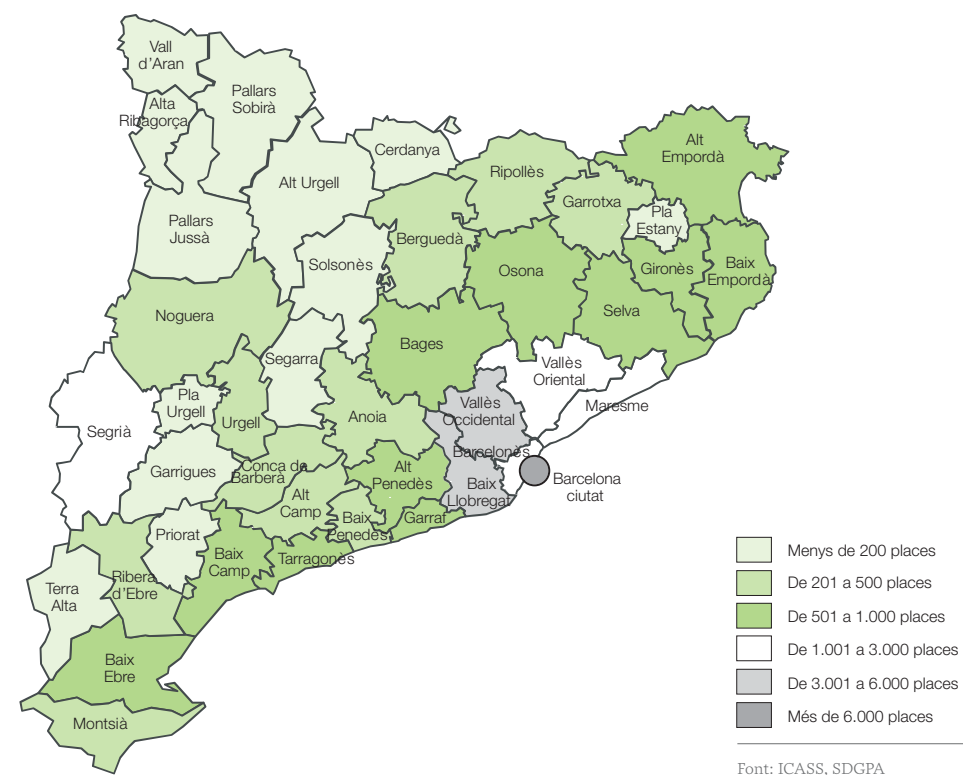 Vall
d'Aran
Alta
Ribagorça
Pallars
Sobirà
Cerdanya
Alt Urgell
Ripollès
Alt
Empordà
Garrotxa
Pla
Estany
Pallars
Jussà
Solsonès
Berguedà
Osona
Gironès
Baix
Empordà
Noguera
Selva
Bages
Segarra
Vallès
Oriental
Maresme
Pla
Urgell
Urgell
Segrià
Anoia
Vallès
Occidental
Barcelonès
Garrigues
Conca de
Barberà
Alt
Penedès
Baix
Llobregat
Barcelona
ciutat
Alt
Camp
Baix
Penedès
Garraf
Priorat
Baix
Camp
Tarragonès
Terra
Alta
Ribera
d'Ebre
Baix
Ebre
Montsià
Menys de 200 places
De 201 a 500 places
De 501 a 1.000 places
De 1.001 a 3.000 places
De 3.001 a 6.000 places
Més de 6.000 places
Font: ICASS, SDGPA